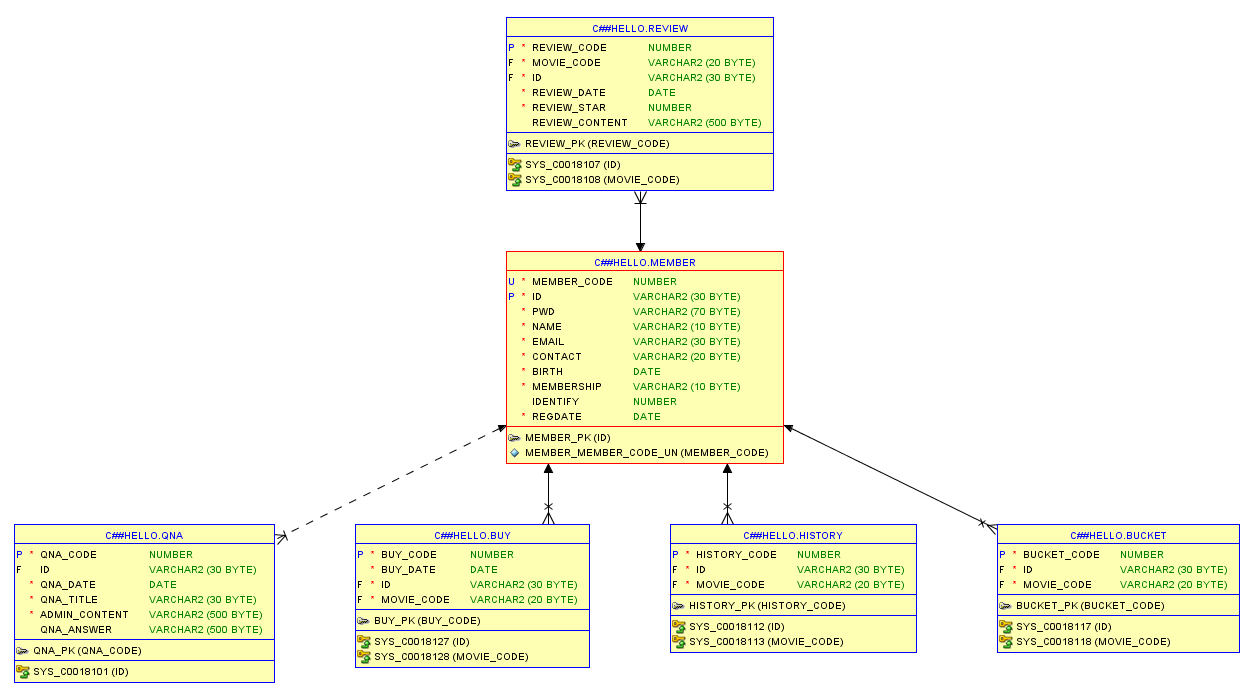 C##HELLO.REVIEW
P * REVIEW_CODE NUMBER
F * MOVIE_CODE VARCHAR2 (20 BYTE)
F * ID VARCHAR2 (30 BYTE)
* REVIEW_DATE DATE
* REVIEW_STAR NUMBER
REVIEW_CONTENT VARCHAR2 (500 BYTE)
REVIEW_PK (REVIEW_CODE)
SYS_C0018107 (ID)
SYS_C0018108 (MOVIE_CODE)
C##HELLO.MEMBER
U * MEMBER_CODE NUMBER
P * ID VARCHAR2 (30 BYTE)
* PWD VARCHAR2 (70 BYTE)
* NAME VARCHAR2 (10 BYTE)
* EMAIL VARCHAR2 (30 BYTE)
* CONTACT VARCHAR2 (20 BYTE)
* BIRTH DATE
* MEMBERSHIP VARCHAR2 (10 BYTE)
IDENTIFY NUMBER
* REGDATE DATE
MEMBER_PK (ID)
MEMBER_MEMBER_CODE_UN (MEMBER_CODE)
C##HELLO.QNA
P * QNA_CODE NUMBER
F ID VARCHAR2 (30 BYTE)
* QNA_DATE DATE
* QNA_TITLE VARCHAR2 (30 BYTE)
* ADMIN_CONTENT VARCHAR2 (500 BYTE)
QNA_ANSWER VARCHAR2 (500 BYTE)
QNA_PK (QNA_CODE)
SYS_C0018101 (ID)
C##HELLO.BUY
P * BUY_CODE NUMBER
* BUY_DATE DATE
F * ID VARCHAR2 (30 BYTE)
F * MOVIE_CODE VARCHAR2 (20 BYTE)
BUY_PK (BUY_CODE)
SYS_C0018127 (ID)
SYS_C0018128 (MOVIE_CODE)
C##HELLO.HISTORY
P * HISTORY_CODE NUMBER
F * ID VARCHAR2 (30 BYTE)
F * MOVIE_CODE VARCHAR2 (20 BYTE)
HISTORY_PK (HISTORY_CODE)
SYS_C0018112 (ID)
SYS_C0018113 (MOVIE_CODE)
C##HELLO.BUCKET
P * BUCKET_CODE NUMBER
F * ID VARCHAR2 (30 BYTE)
F * MOVIE_CODE VARCHAR2 (20 BYTE)
BUCKET_PK (BUCKET_CODE)
SYS_C0018117 (ID)
SYS_C0018118 (MOVIE_CODE)